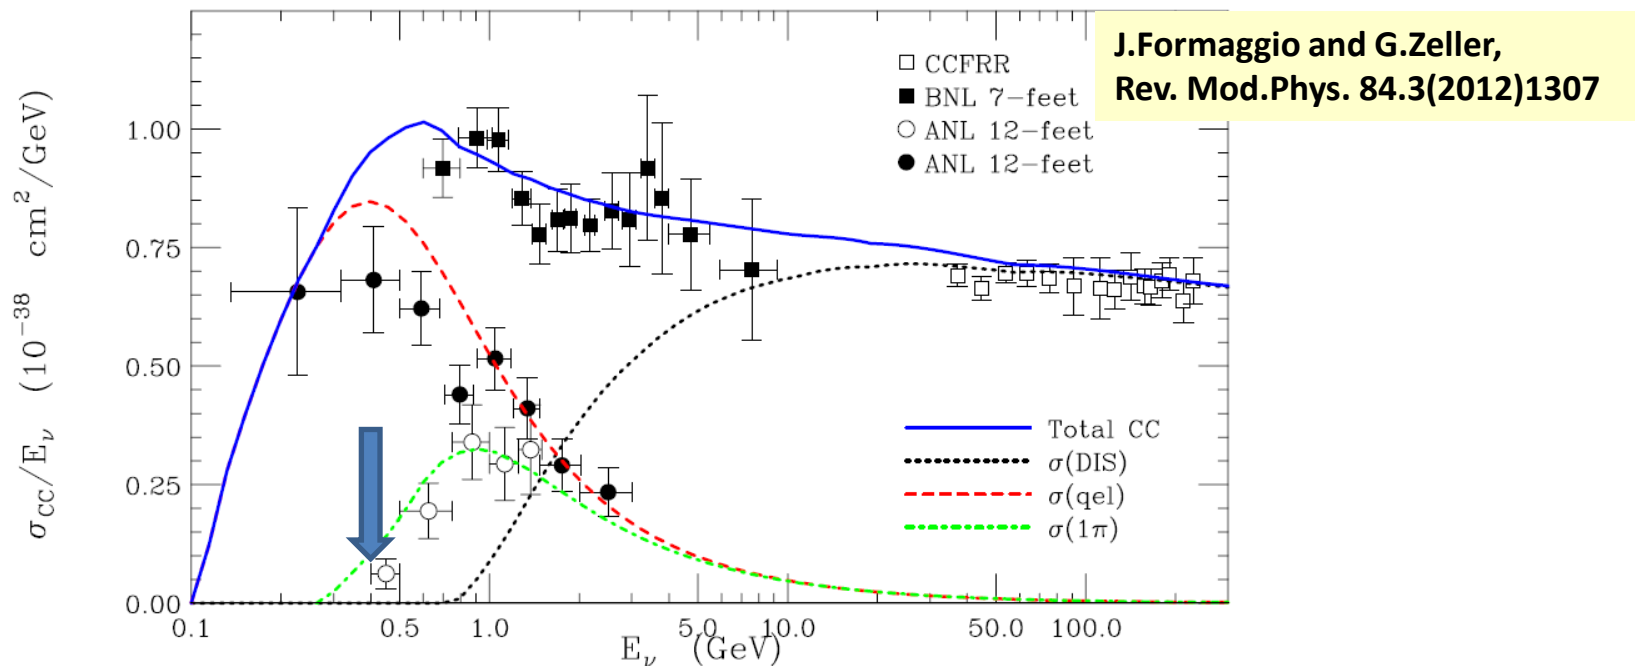 J.Formaggio and G.Zeller,
Rev. Mod.Phys. 84.3(2012)1307
CCFRR
BNL 7-feet
ANL 12-feet
ANL 12-feet
σCC/Eν (10⁻³⁸ cm²/GeV)
1.00
0.75
0.50
0.25
0.00
Total CC
σ(DIS)
σ(qel)
σ(1π)
0.1 0.5 1.0 5.0 10.0 50.0 100.0
Eν (GeV)